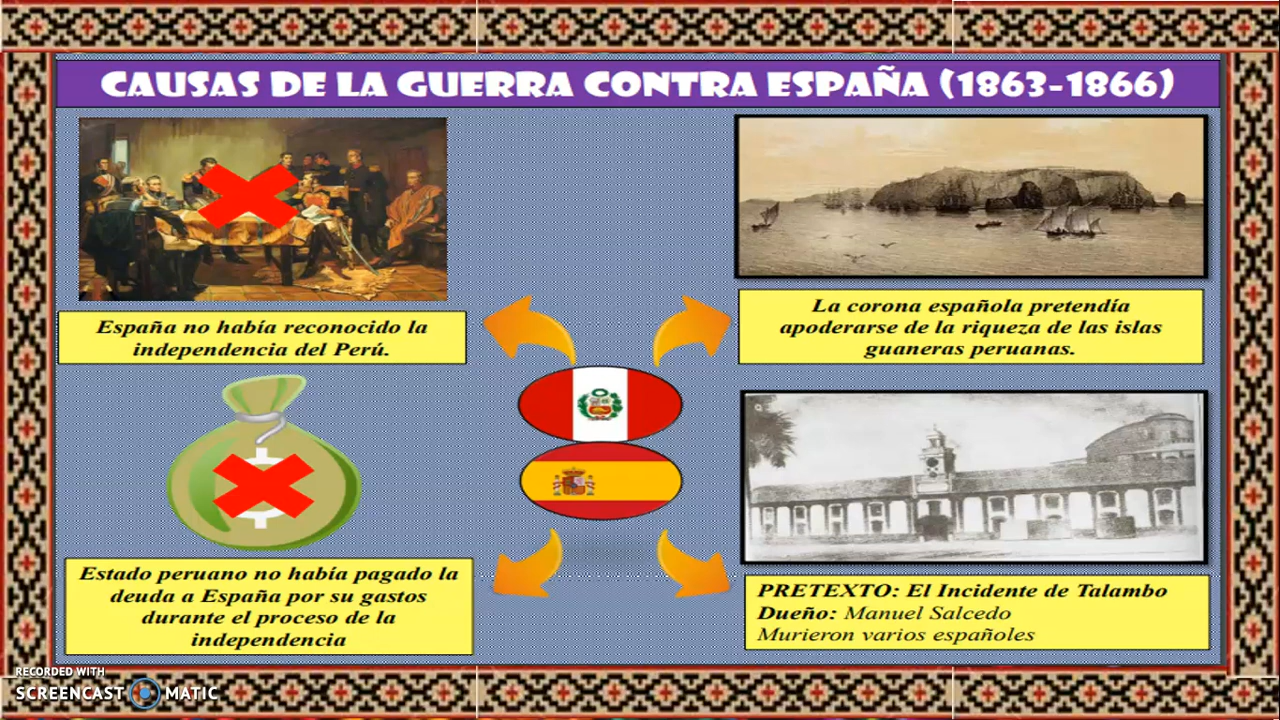 CAUSAS DE LA GUERRA CONTRA ESPAÑA (1863-1866)
España no había reconocido la
independencia del Perú.
La corona española pretendía
apoderarse de la riqueza de las islas
guaneras peruanas.
Estado peruano no había pagado la
deuda a España por su gastos
durante el proceso de la
independencia
PRETEXTO: El Incidente de Talambo
Dueño: Manuel Salcedo
Murieron varios españoles
RECORDED WITH
SCREENCAST MATIC